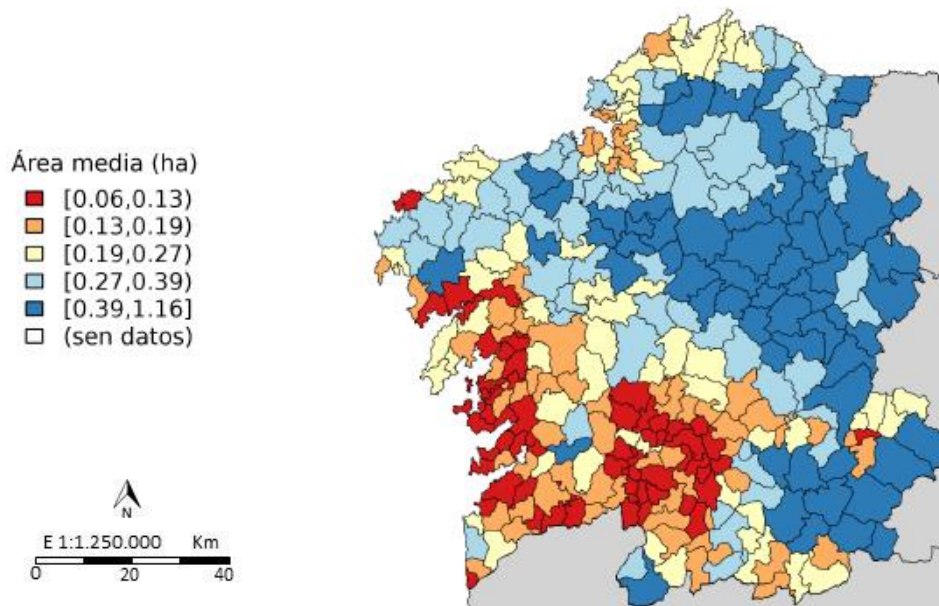 Área media (ha)
[0.06,0.13)
[0.13,0.19)
[0.19,0.27)
[0.27,0.39)
[0.39,1.16]
(sen datos)
N
E 1:1.250.000 Km
0 20 40